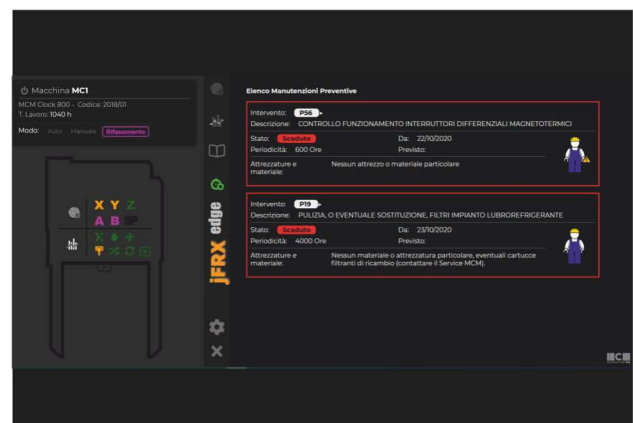 Macchina MC1
MCM Clock 800 - Codice: 2018/01
T. Lavoro: 1040 h
Modo: Auto Manuale Rifasamento
X Y Z
A B
jFRX edge
Elenco Manutenzioni Preventive
Intervento: P56
Descrizione: CONTROLLO FUNZIONAMENTO INTERRUTTORI DIFFERENZIALI MAGNETOTERMICI
Stato: Scaduta Da: 22/10/2020
Periodicità: 600 Ore Previsto:
Attrezzature e materiale: Nessun attrezzo o materiale particolare
Intervento: P19
Descrizione: PULIZIA, O EVENTUALE SOSTITUZIONE, FILTRI IMPIANTO LUBROREFRIGERANTE
Stato: Scaduta Da: 23/10/2020
Periodicità: 4000 Ore Previsto:
Attrezzature e materiale: Nessun materiale o attrezzatura particolare, eventuali cartucce
filtranti di ricambio (contattare il Service MCM).